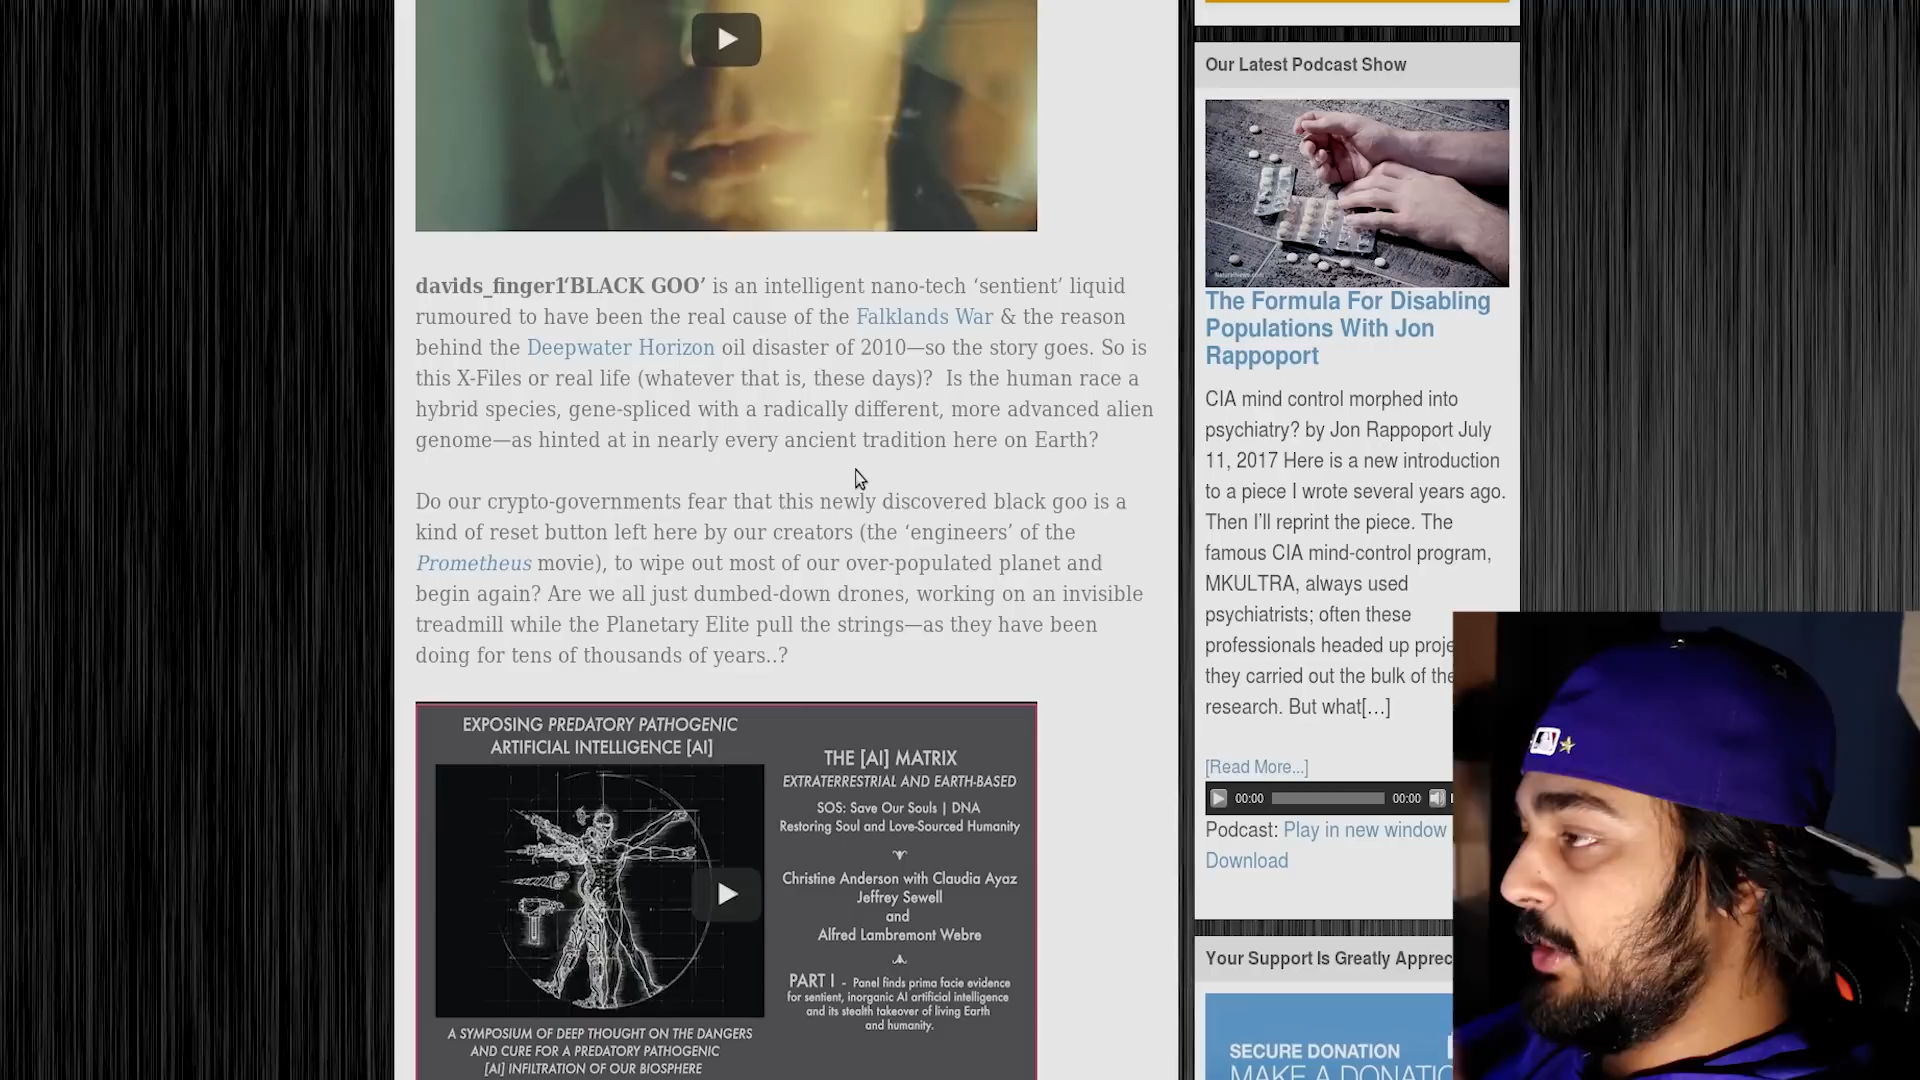 davids_finger1‘BLACK GOO’ is an intelligent nano-tech ‘sentient’ liquid
rumoured to have been the real cause of the Falklands War & the reason
behind the Deepwater Horizon oil disaster of 2010—so the story goes. So is
this X-Files or real life (whatever that is, these days)?  Is the human race a
hybrid species, gene-spliced with a radically different, more advanced alien
genome—as hinted at in nearly every ancient tradition here on Earth?
Do our crypto-governments fear that this newly discovered black goo is a
kind of reset button left here by our creators (the ‘engineers’ of the
Prometheus movie), to wipe out most of our over-populated planet and
begin again? Are we all just dumbed-down drones, working on an invisible
treadmill while the Planetary Elite pull the strings—as they have been
doing for tens of thousands of years..?
EXPOSING PREDATORY PATHOGENIC
ARTIFICIAL INTELLIGENCE [AI]
A SYMPOSIUM OF DEEP THOUGHT ON THE DANGERS
AND CURE FOR A PREDATORY PATHOGENIC
[AI] INFILTRATION OF OUR BIOSPHERE
THE [AI] MATRIX
EXTRATERRESTRIAL AND EARTH-BASED
SOS: Save Our Souls | DNA
Restoring Soul and Love-Sourced Humanity
Christine Anderson with Claudia Ayaz
Jeffrey Sewell
and
Alfred Lambremont Webre
PART I - Panel finds prima facie evidence
for sentient, inorganic AI artificial intelligence
and its stealth takeover of living Earth
and humanity.
Our Latest Podcast Show
NaturalNews.com
The Formula For Disabling
Populations With Jon
Rappoport
CIA mind control morphed into
psychiatry? by Jon Rappoport July
11, 2017 Here is a new introduction
to a piece I wrote several years ago.
Then I’ll reprint the piece. The
famous CIA mind-control program,
MKULTRA, always used
psychiatrists; often these
professionals headed up proje
they carried out the bulk of the
research. But what[…]
[Read More...]
00:00 00:00
Podcast: Play in new window
Download
Your Support Is Greatly Apprec
SECURE DONATION
MAKE A DONATIO